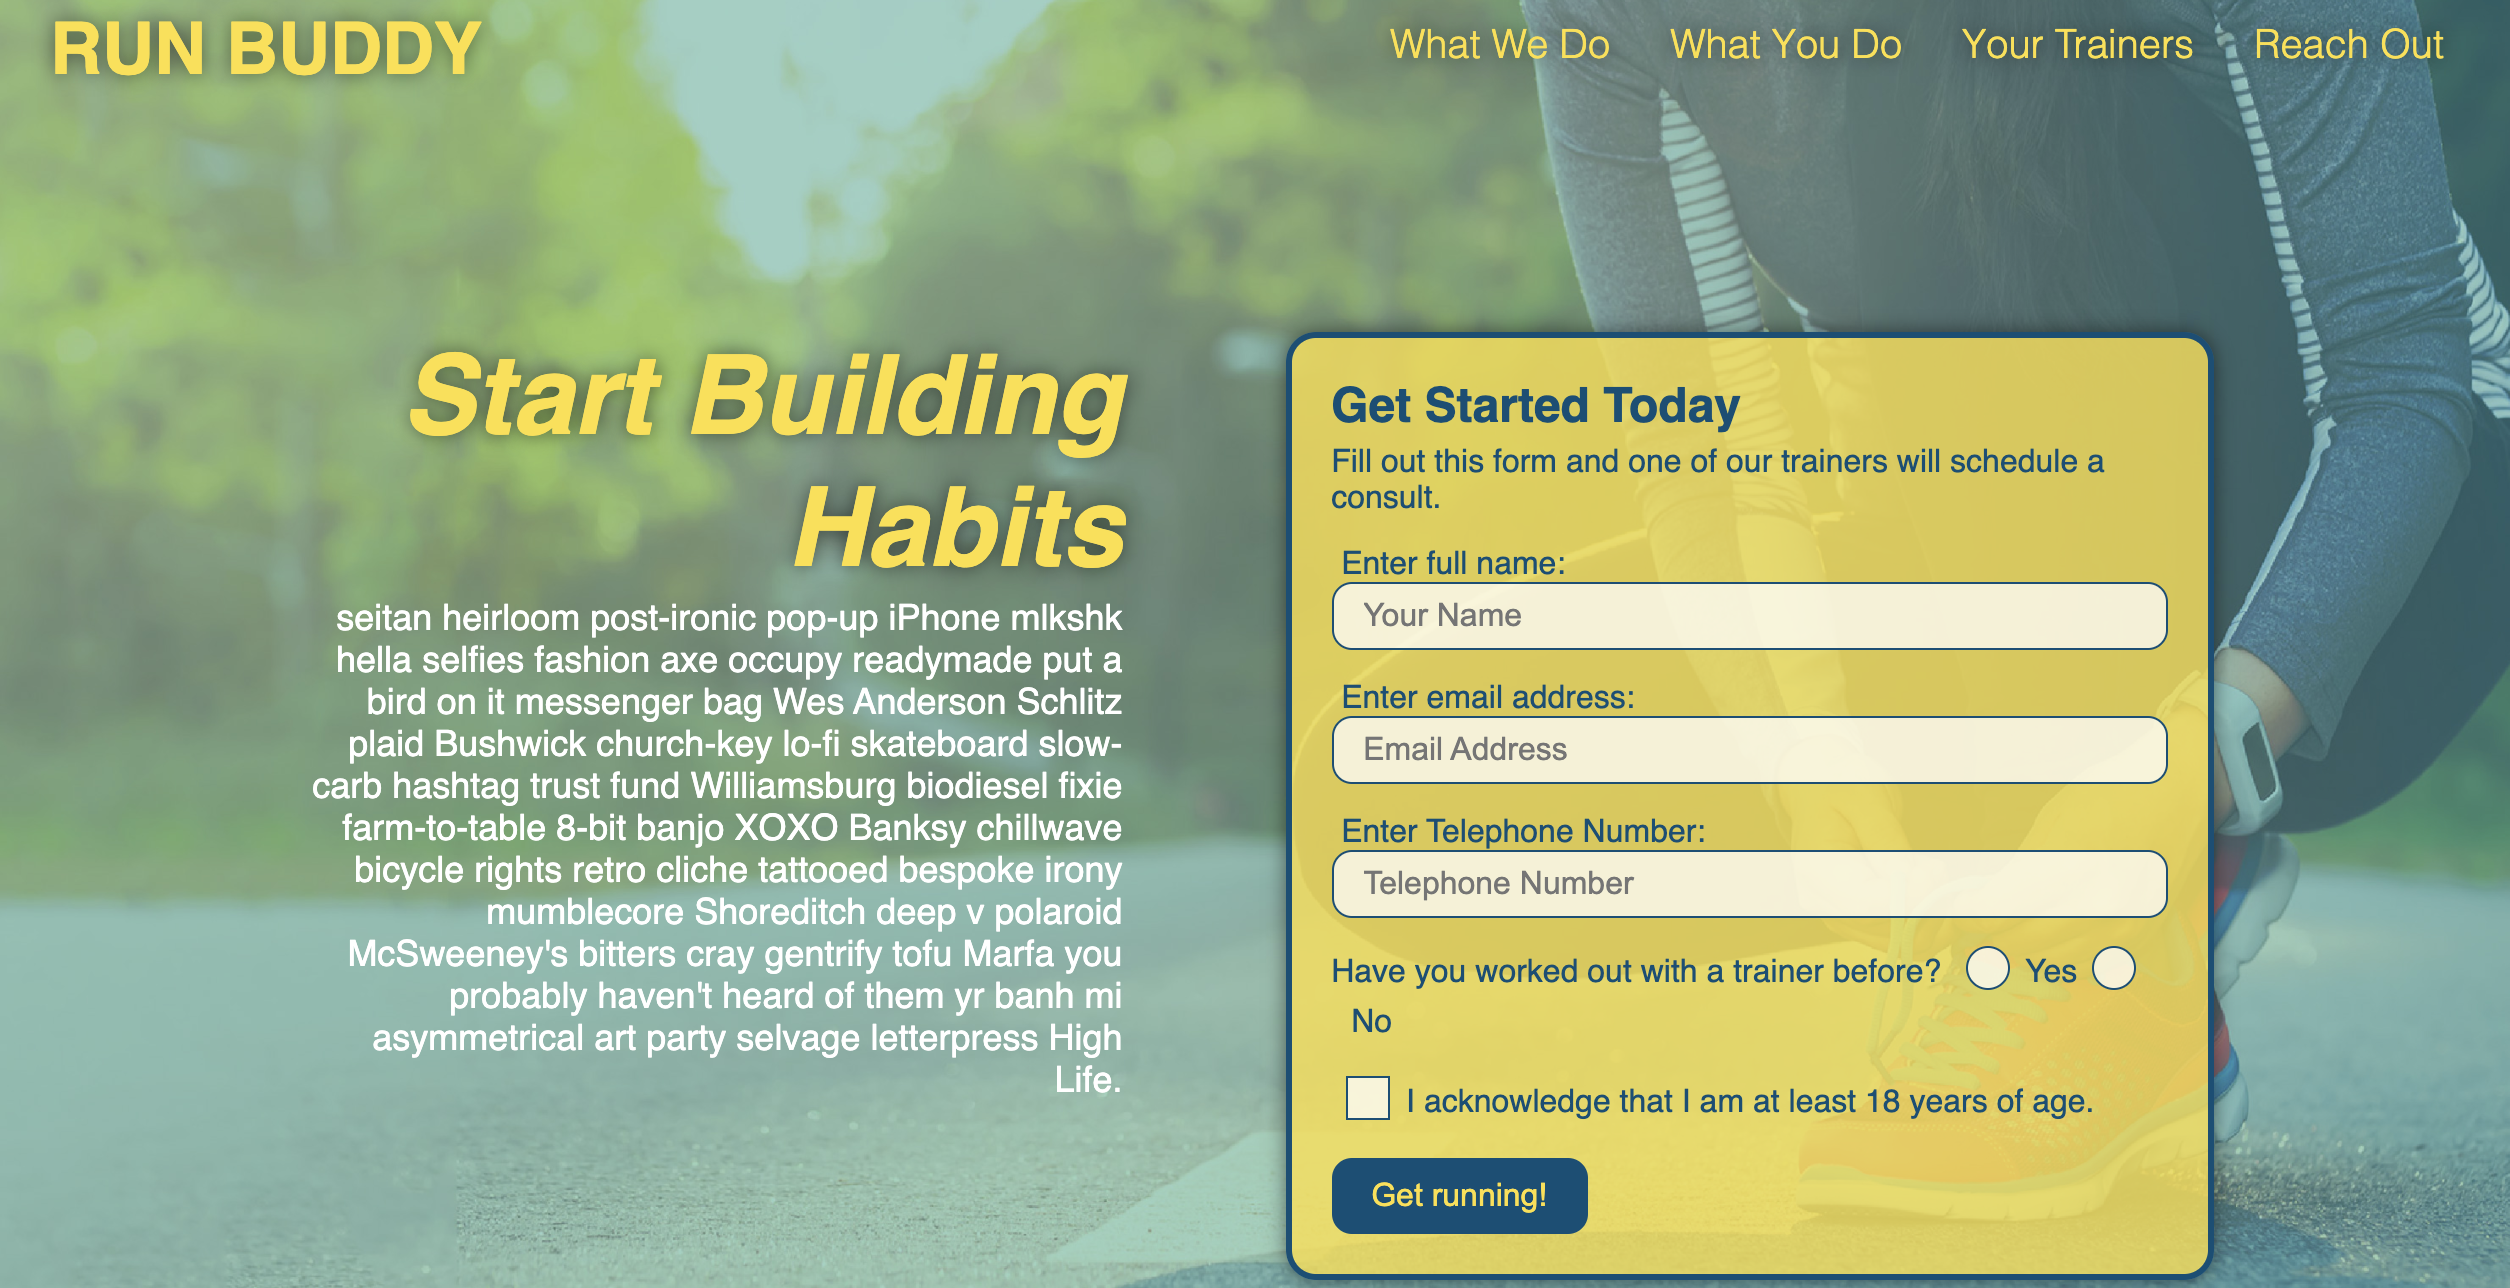 RUN BUDDY
What We Do
What You Do
Your Trainers
Reach Out
Start Building
Habits
seitan heirloom post-ironic pop-up iPhone mlkshk
hella selfies fashion axe occupy readymade put a
bird on it messenger bag Wes Anderson Schlitz
plaid Bushwick church-key lo-fi skateboard slow-
carb hashtag trust fund Williamsburg biodiesel fixie
farm-to-table 8-bit banjo XOXO Banksy chillwave
bicycle rights retro cliche tattooed bespoke irony
mumblecore Shoreditch deep v polaroid
McSweeney's bitters cray gentrify tofu Marfa you
probably haven't heard of them yr banh mi
asymmetrical art party selvage letterpress High
Life.
Get Started Today
Fill out this form and one of our trainers will schedule a
consult.
Enter full name:
Your Name
Enter email address:
Email Address
Enter Telephone Number:
Telephone Number
Have you worked out with a trainer before? Yes
No
I acknowledge that I am at least 18 years of age.
Get running!